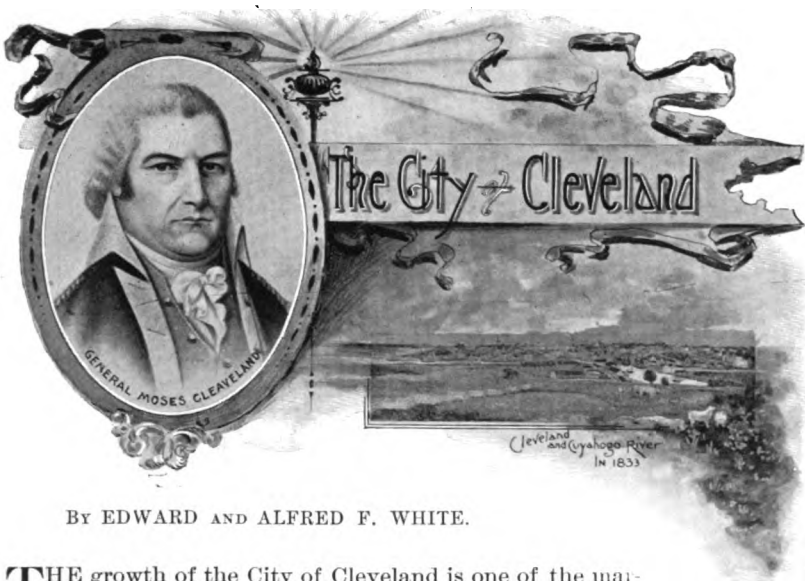 The City of Cleveland
GENERAL MOSES CLEAVELAND
Cleveland
and Cuyahogo River
IN 1833
BY EDWARD AND ALFRED F. WHITE.
THE growth of the City of Cleveland is one of the mar-